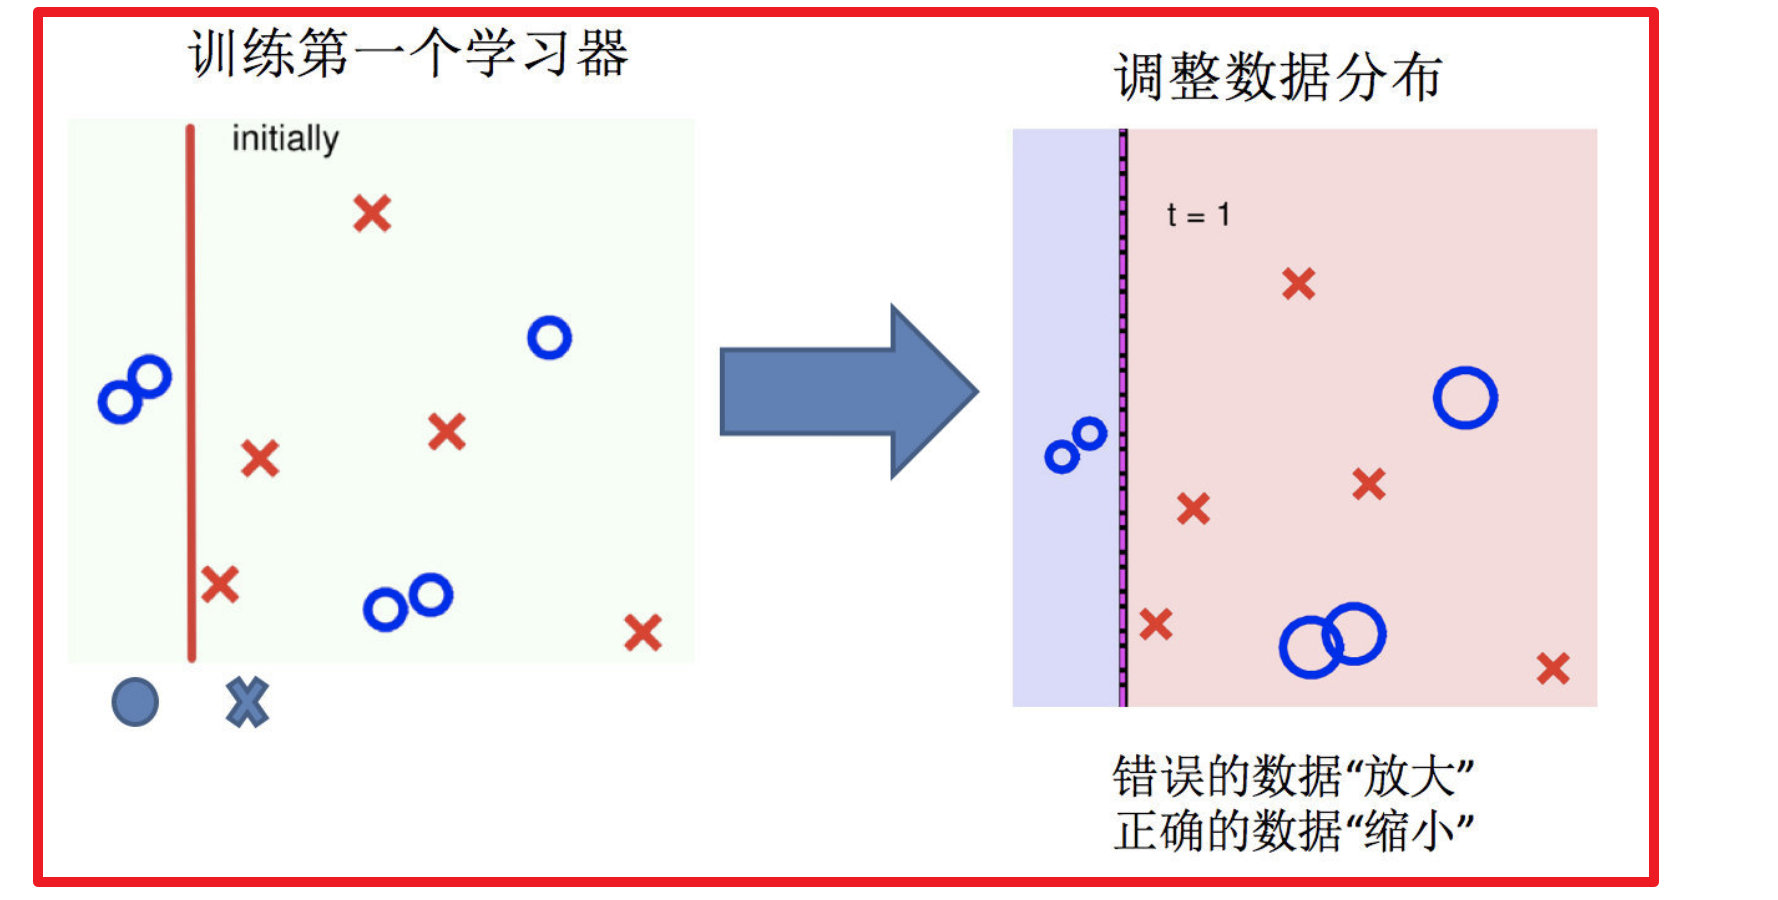 训练第一个学习器
initially
调整数据分布
t = 1
错误的数据“放大”
正确的数据“缩小”